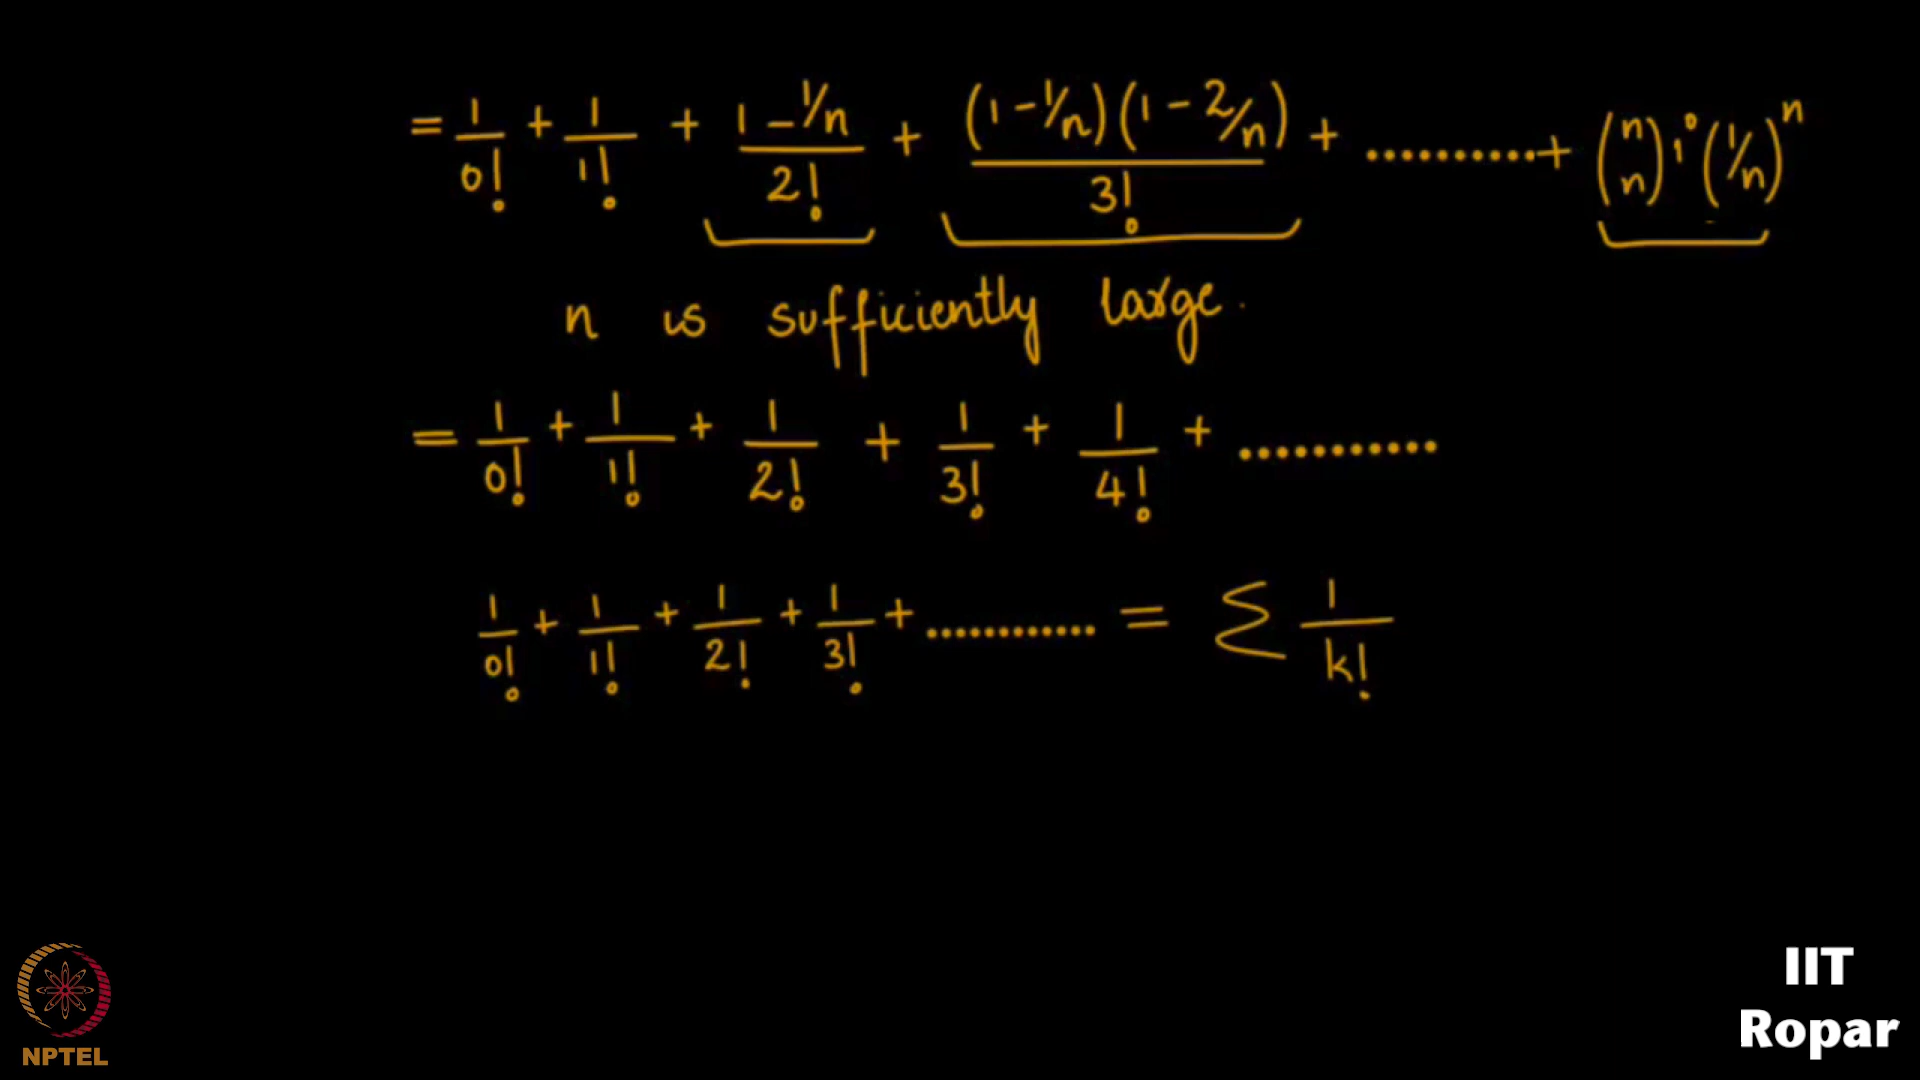 = 1/0! + 1/1! + (1 - 1/n)/2! + (1 - 1/n)(1 - 2/n)/3! + .......... + (n n) 1⁰ (1/n)ⁿ
n is sufficiently large.
= 1/0! + 1/1! + 1/2! + 1/3! + 1/4! + ...........
1/0! + 1/1! + 1/2! + 1/3! + ............ = Σ 1/k!
NPTEL
IIT
Ropar